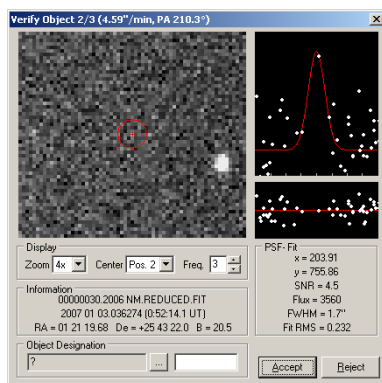 Verify Object 2/3 (4.59"/min, PA 210.3°)
Display
Zoom 4x Center Pos. 2 Freq. 3
Information
00000030.2006 NM.REDUCED.FIT
2007 01 03.036274 (0:52:14.1 UT)
RA = 01 21 19.68 De = +25 43 22.0 B = 20.5
Object Designation
? ...
PSF-Fit
x = 203.91
y = 755.86
SNR = 4.5
Flux = 3560
FWHM = 1.7"
Fit RMS = 0.232
Accept Reject